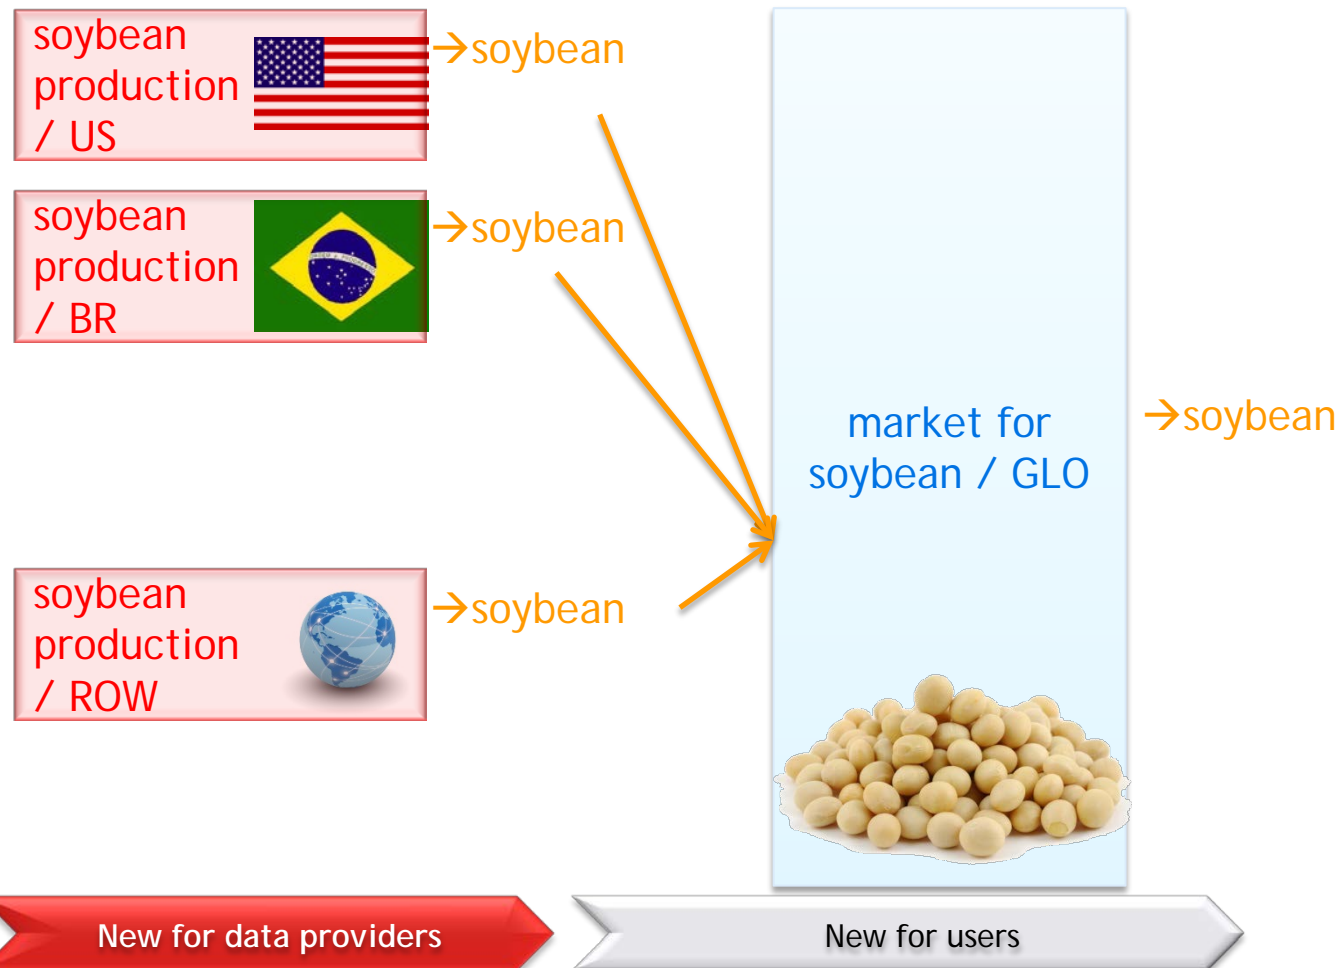 soybean
production
/ US
→soybean
soybean
production
/ BR
→soybean
market for
soybean / GLO
→soybean
soybean
production
/ ROW
→soybean
New for data providers
New for users